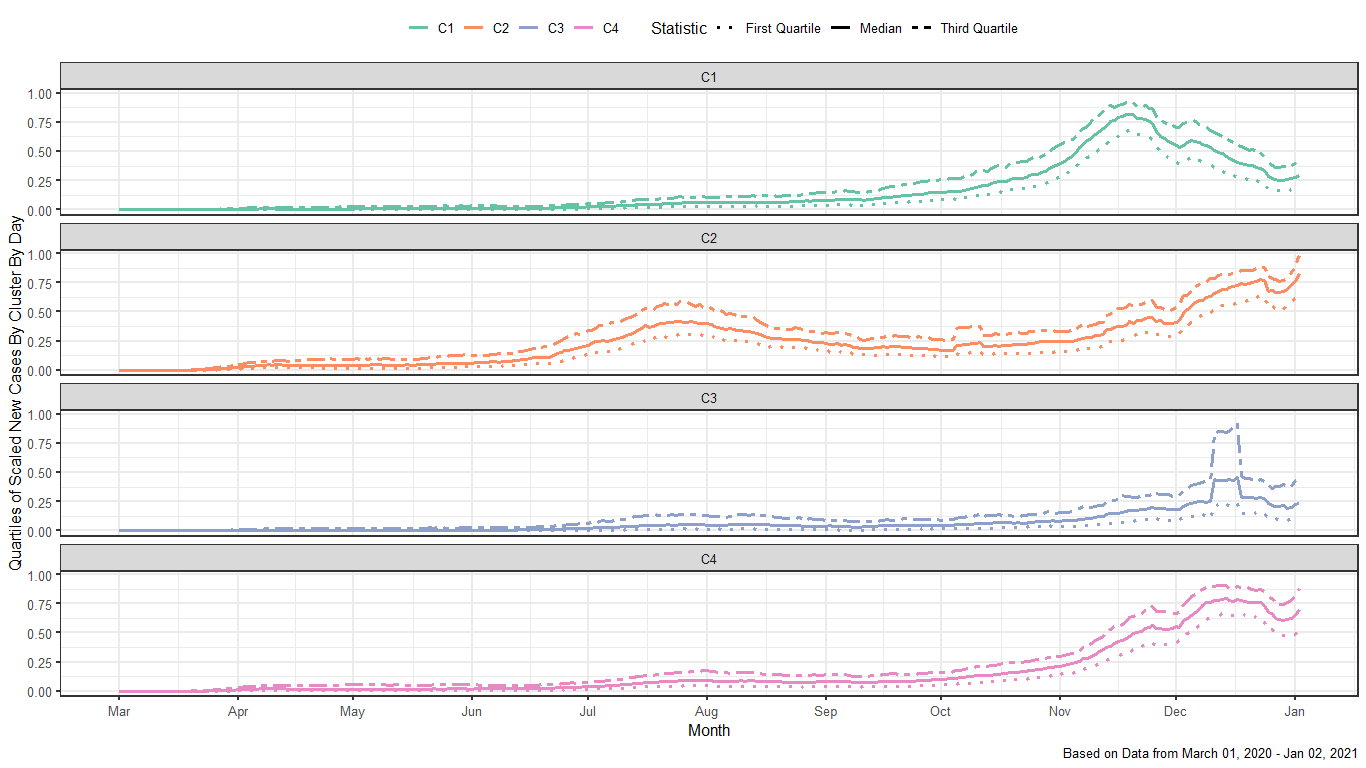 C1 C2 C3 C4 Statistic First Quartile Median Third Quartile
Quartiles of Scaled New Cases By Cluster By Day
C1
1.00
0.75
0.50
0.25
0.00
C2
1.00
0.75
0.50
0.25
0.00
C3
1.00
0.75
0.50
0.25
0.00
C4
1.00
0.75
0.50
0.25
0.00
Mar Apr May Jun Jul Aug Sep Oct Nov Dec Jan
Month
Based on Data from March 01, 2020 - Jan 02, 2021